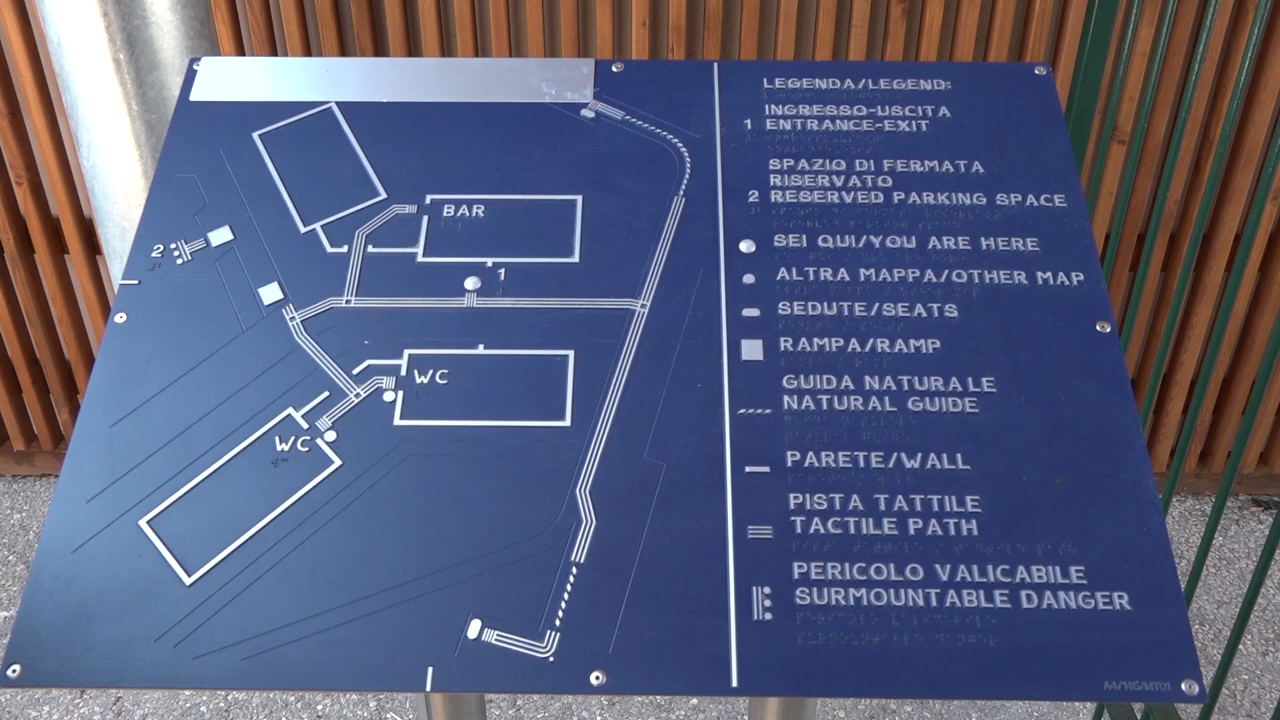 BAR
2
1
WC
WC
LEGENDA/LEGEND:
INGRESSO-USCITA
1 ENTRANCE-EXIT
SPAZIO DI FERMATA
RISERVATO
2 RESERVED PARKING SPACE
SEI QUI/YOU ARE HERE
ALTRA MAPPA/OTHER MAP
SEDUTE/SEATS
RAMPA/RAMP
GUIDA NATURALE
NATURAL GUIDE
PARETE/WALL
PISTA TATTILE
TACTILE PATH
PERICOLO VALICABILE
SURMOUNTABLE DANGER